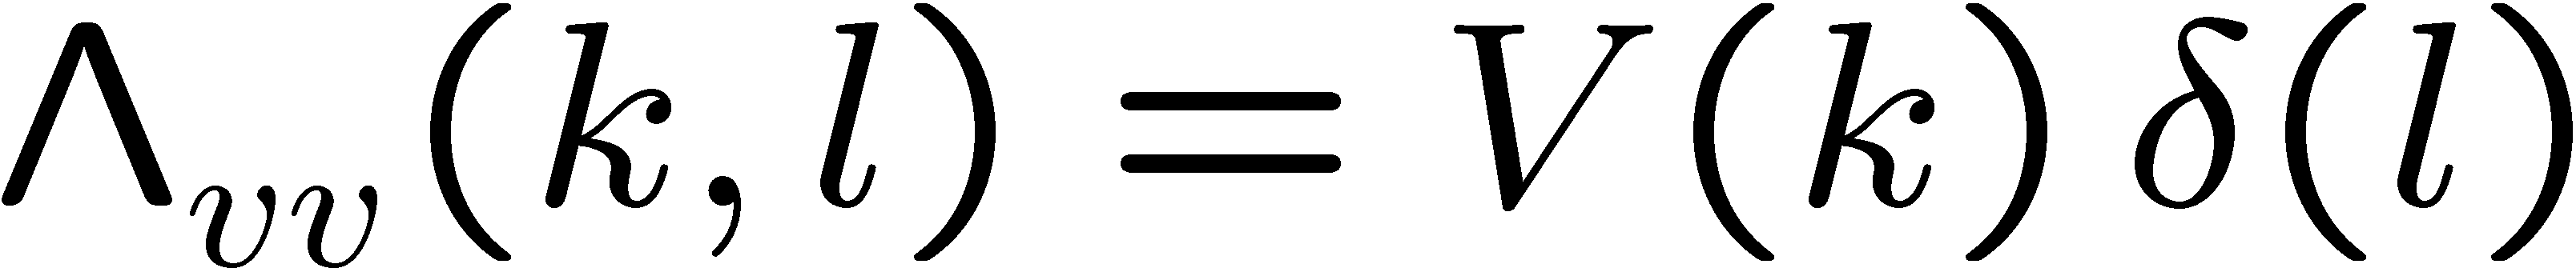 Λ_{vv} (k, l) = V(k) δ(l)